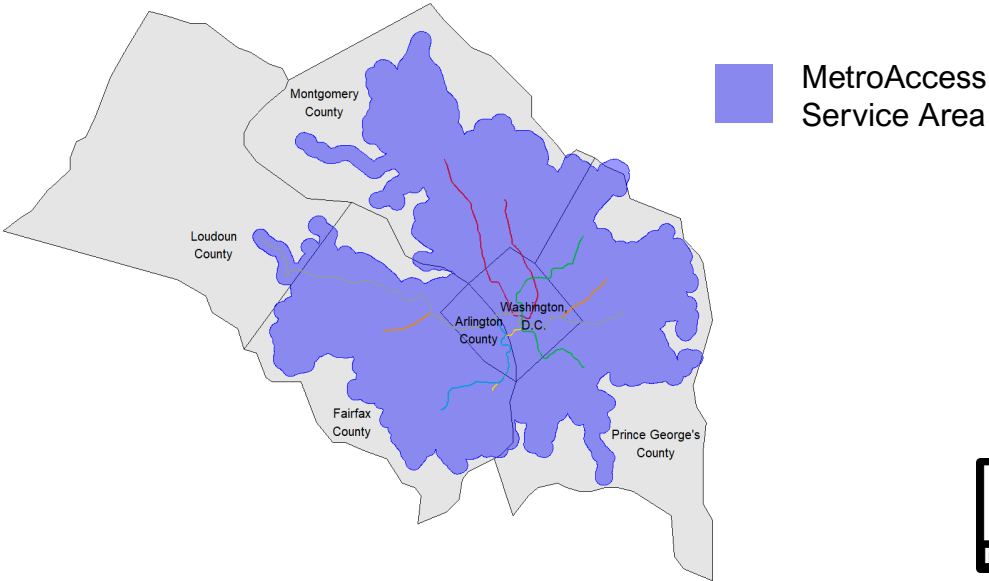 MetroAccess
Service Area
Montgomery
County
Loudoun
County
Washington,
D.C.
Arlington
County
Fairfax
County
Prince George's
County